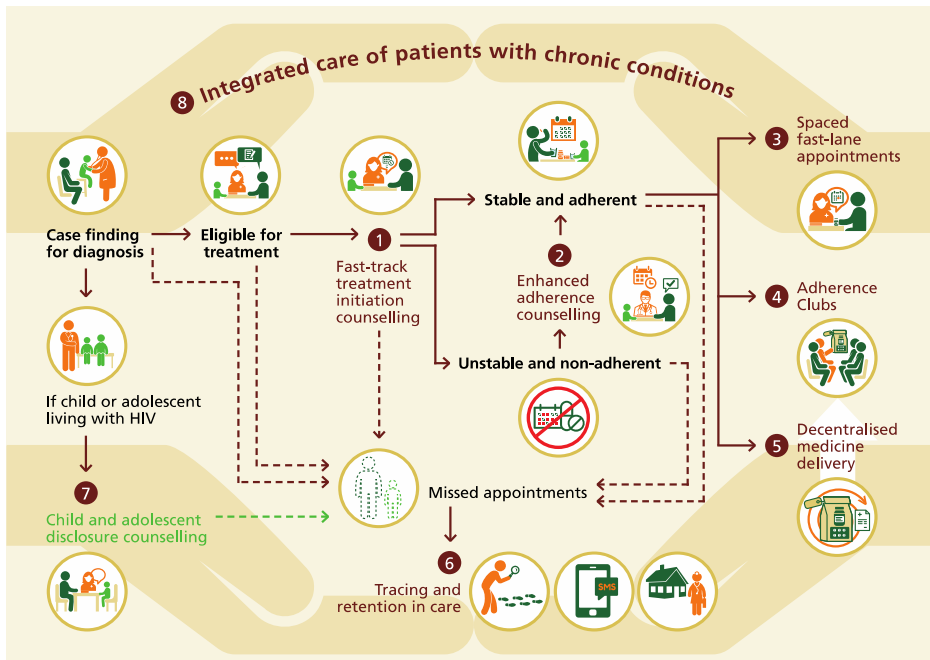 8 Integrated care of patients with chronic conditions
Case finding
for diagnosis
Eligible for
treatment
1
Fast-track
treatment
initiation
counselling
Stable and adherent
2
Enhanced
adherence
counselling
Unstable and non-adherent
3
Spaced
fast-lane
appointments
4
Adherence
Clubs
5
Decentralised
medicine
delivery
If child or adolescent
living with HIV
7
Child and adolescent
disclosure counselling
Missed appointments
6
Tracing and
retention in care
SMS